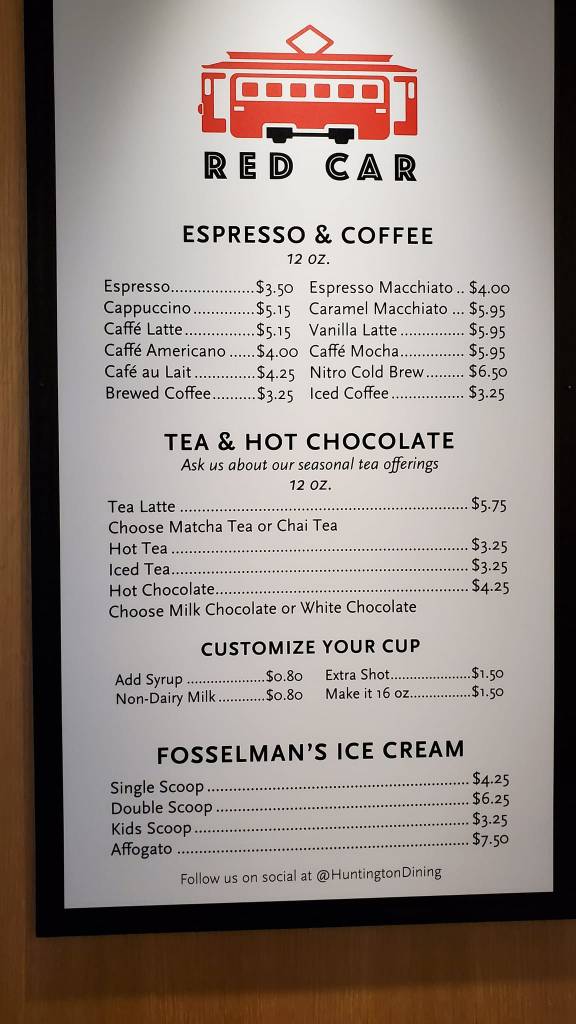 RED CAR
ESPRESSO & COFFEE
12 OZ.
Espresso...................$3.50 Espresso Macchiato .. $4.00
Cappuccino..............$5.15 Caramel Macchiato ... $5.95
Caffé Latte................$5.15 Vanilla Latte............... $5.95
Caffé Americano ......$4.00 Caffé Mocha............... $5.95
Café au Lait..............$4.25 Nitro Cold Brew......... $6.50
Brewed Coffee..........$3.25 Iced Coffee................. $3.25
TEA & HOT CHOCOLATE
Ask us about our seasonal tea offerings
12 OZ.
Tea Latte .................................................................. $5.75
Choose Matcha Tea or Chai Tea
Hot Tea .................................................................... $3.25
Iced Tea.................................................................... $3.25
Hot Chocolate.......................................................... $4.25
Choose Milk Chocolate or White Chocolate
CUSTOMIZE YOUR CUP
Add Syrup .....................$0.80 Extra Shot.....................$1.50
Non-Dairy Milk ............$0.80 Make it 16 oz................$1.50
FOSSELMAN'S ICE CREAM
Single Scoop ............................................................ $4.25
Double Scoop .......................................................... $6.25
Kids Scoop............................................................... $3.25
Affogato .................................................................. $7.50
Follow us on social at @HuntingtonDining